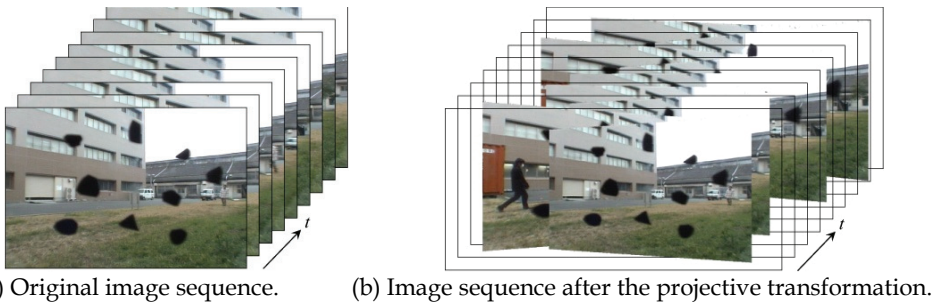 t
t
) Original image sequence.
(b) Image sequence after the projective transformation.